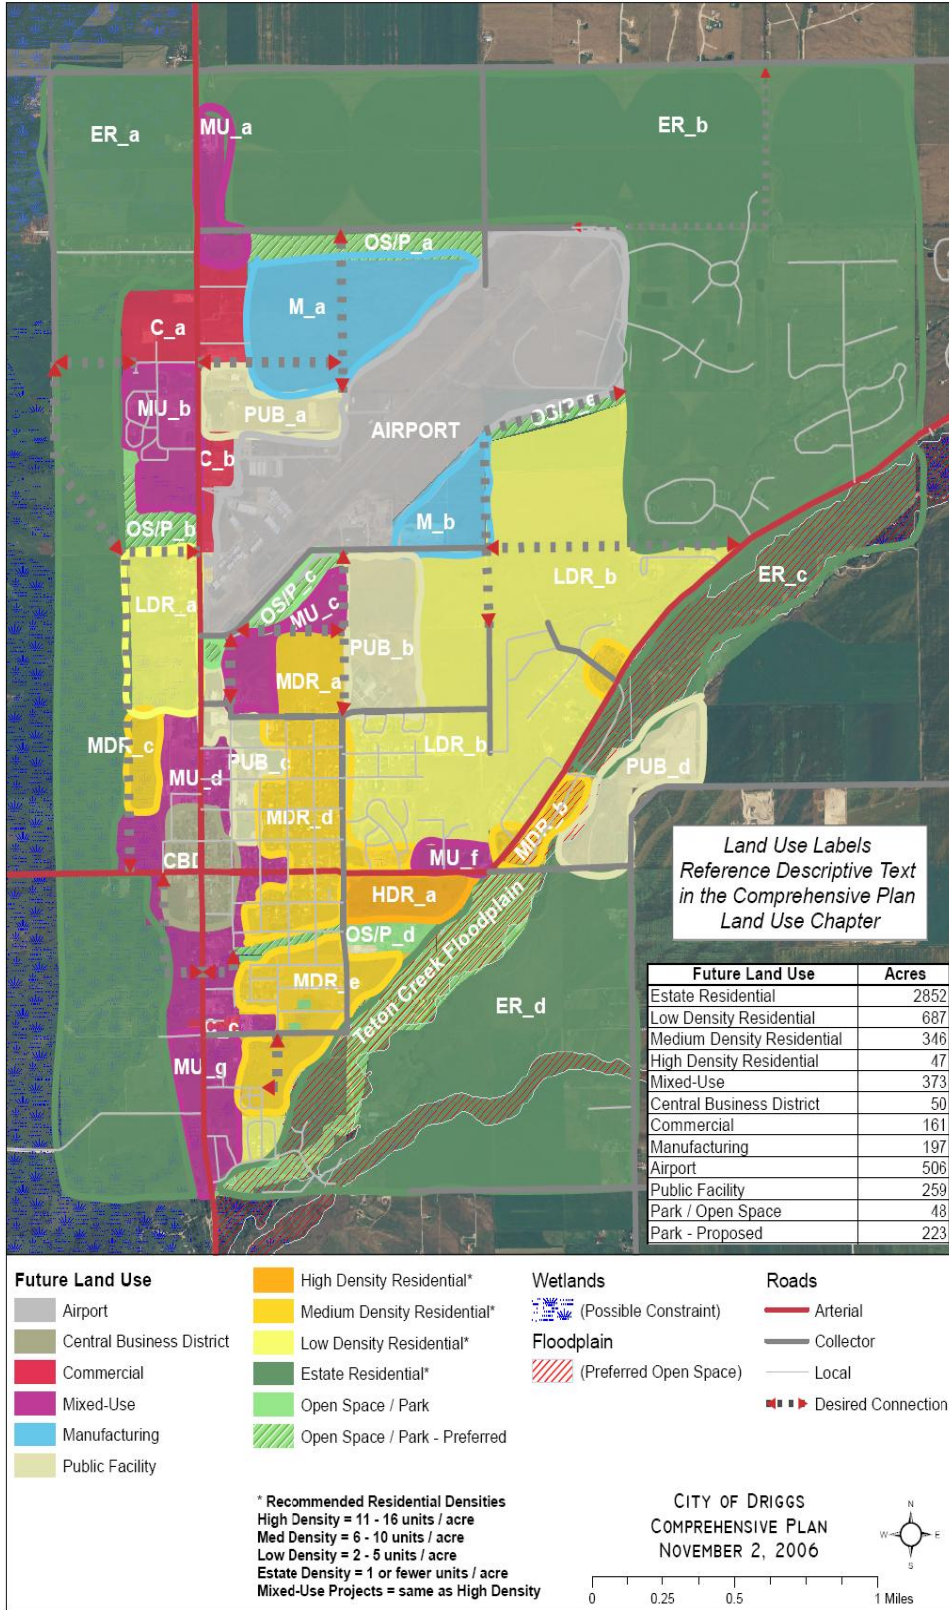 ER_a
MU_a
ER_b
OS/P_a
M_a
C_a
MU_b
PUB_a
OS/P_e
AIRPORT
C_b
M_b
OS/P_b
LDR_b
ER_c
OS/P_c
LDR_a
MU_c
PUB_b
MDR_a
MDR_c
LDR_b
PUB_c
MU_d
PUB_d
MDR_d
MDR_b
CBD
MU_f
HDR_a
OS/P_d
Teton Creek Floodplain
MDR_e
ER_d
C_c
MU_g
Land Use Labels
Reference Descriptive Text
in the Comprehensive Plan
Land Use Chapter
Future Land Use Acres
Estate Residential 2852
Low Density Residential 687
Medium Density Residential 346
High Density Residential 47
Mixed-Use 373
Central Business District 50
Commercial 161
Manufacturing 197
Airport 506
Public Facility 259
Park / Open Space 48
Park - Proposed 223
Future Land Use
Airport
Central Business District
Commercial
Mixed-Use
Manufacturing
Public Facility
High Density Residential*
Medium Density Residential*
Low Density Residential*
Estate Residential*
Open Space / Park
Open Space / Park - Preferred
Wetlands
(Possible Constraint)
Floodplain
(Preferred Open Space)
Roads
Arterial
Collector
Local
Desired Connection
* Recommended Residential Densities
High Density = 11 - 16 units / acre
Med Density = 6 - 10 units / acre
Low Density = 2 - 5 units / acre
Estate Density = 1 or fewer units / acre
Mixed-Use Projects = same as High Density
CITY OF DRIGGS
COMPREHENSIVE PLAN
NOVEMBER 2, 2006
N
W E
S
0 0.25 0.5 1 Miles